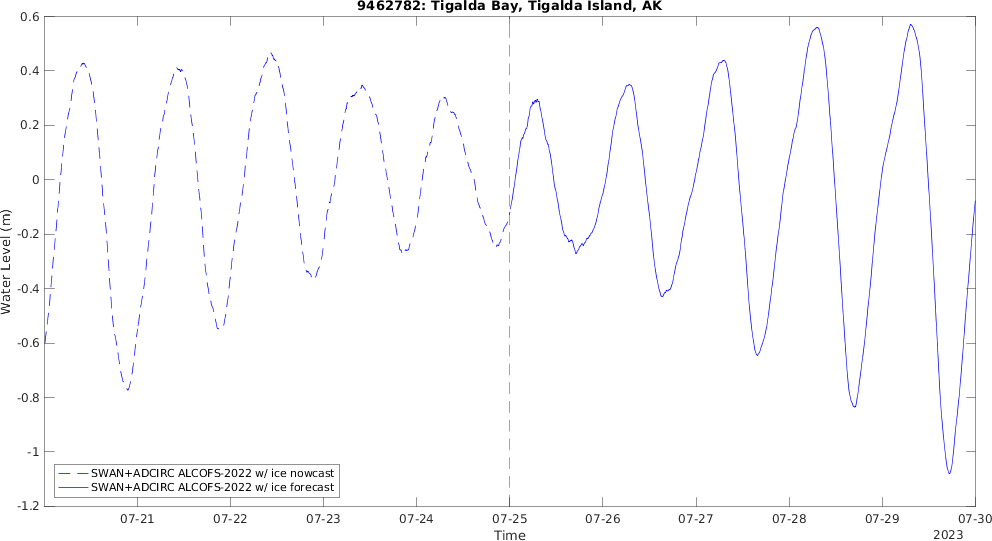 9462782: Tigalda Bay, Tigalda Island, AK
0.6
0.4
0.2
0
-0.2
-0.4
-0.6
-0.8
-1
-1.2
Water Level (m)
SWAN+ADCIRC ALCOFS-2022 w/ ice nowcast
SWAN+ADCIRC ALCOFS-2022 w/ ice forecast
07-21 07-22 07-23 07-24 07-25 07-26 07-27 07-28 07-29 07-30
Time
2023